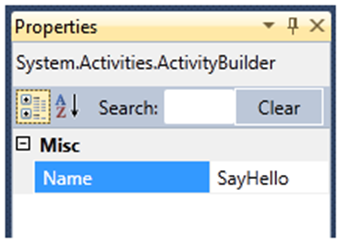 Properties
System.Activities.ActivityBuilder
A Z Search: Clear
Misc
Name SayHello